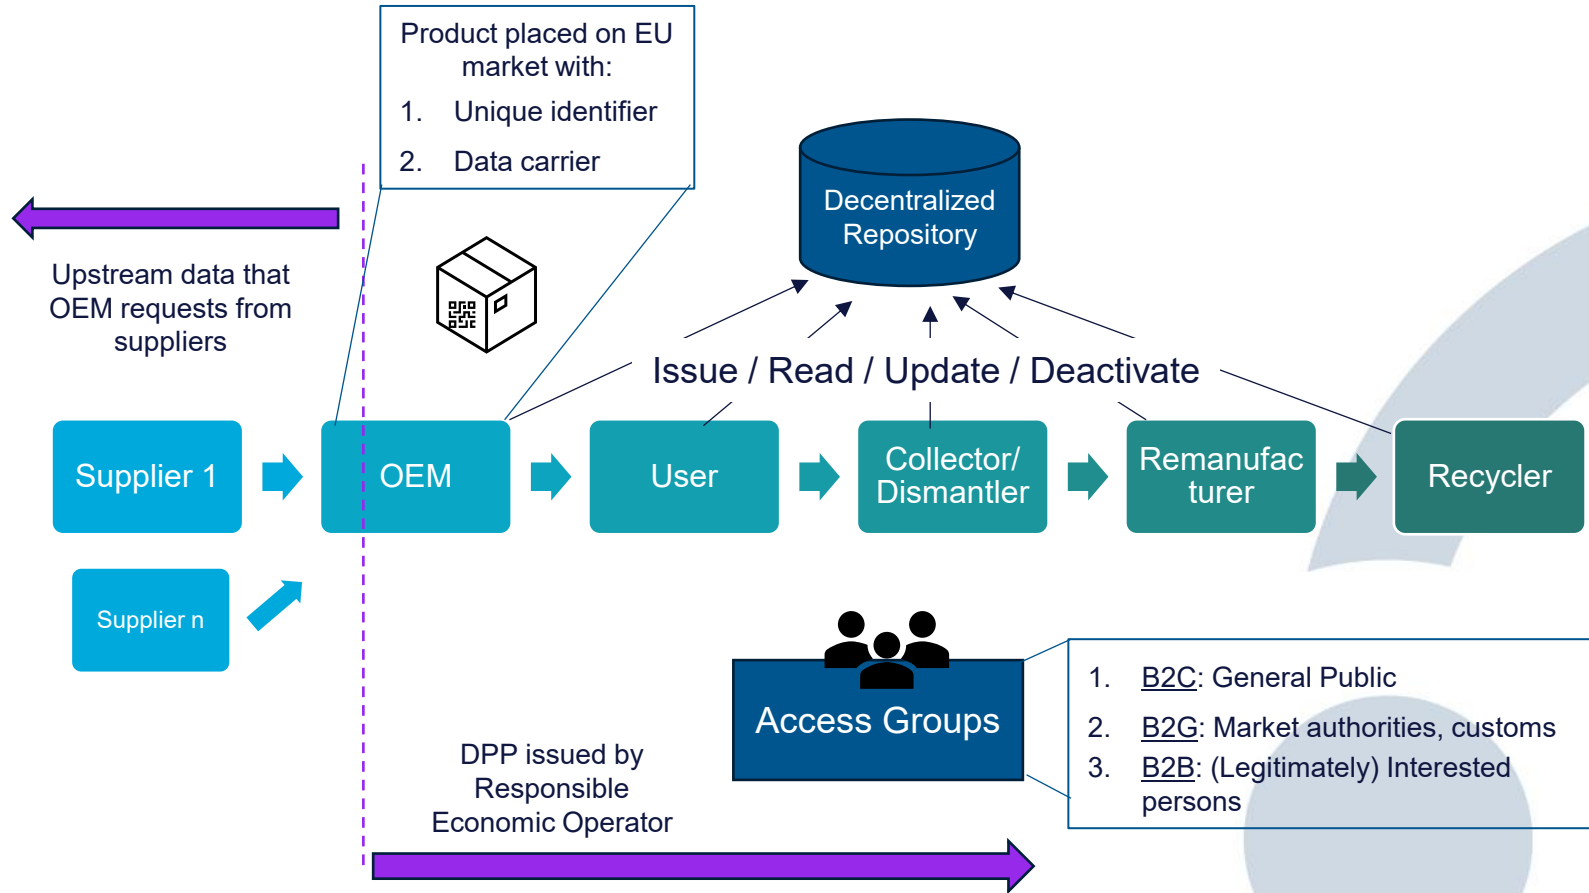 Product placed on EU
market with:
1. Unique identifier
2. Data carrier
Decentralized
Repository
Upstream data that
OEM requests from
suppliers
Issue / Read / Update / Deactivate
Supplier 1
OEM
User
Collector/
Dismantler
Remanufac
turer
Recycler
Supplier n
Access Groups
1. B2C: General Public
2. B2G: Market authorities, customs
3. B2B: (Legitimately) Interested
persons
DPP issued by
Responsible
Economic Operator